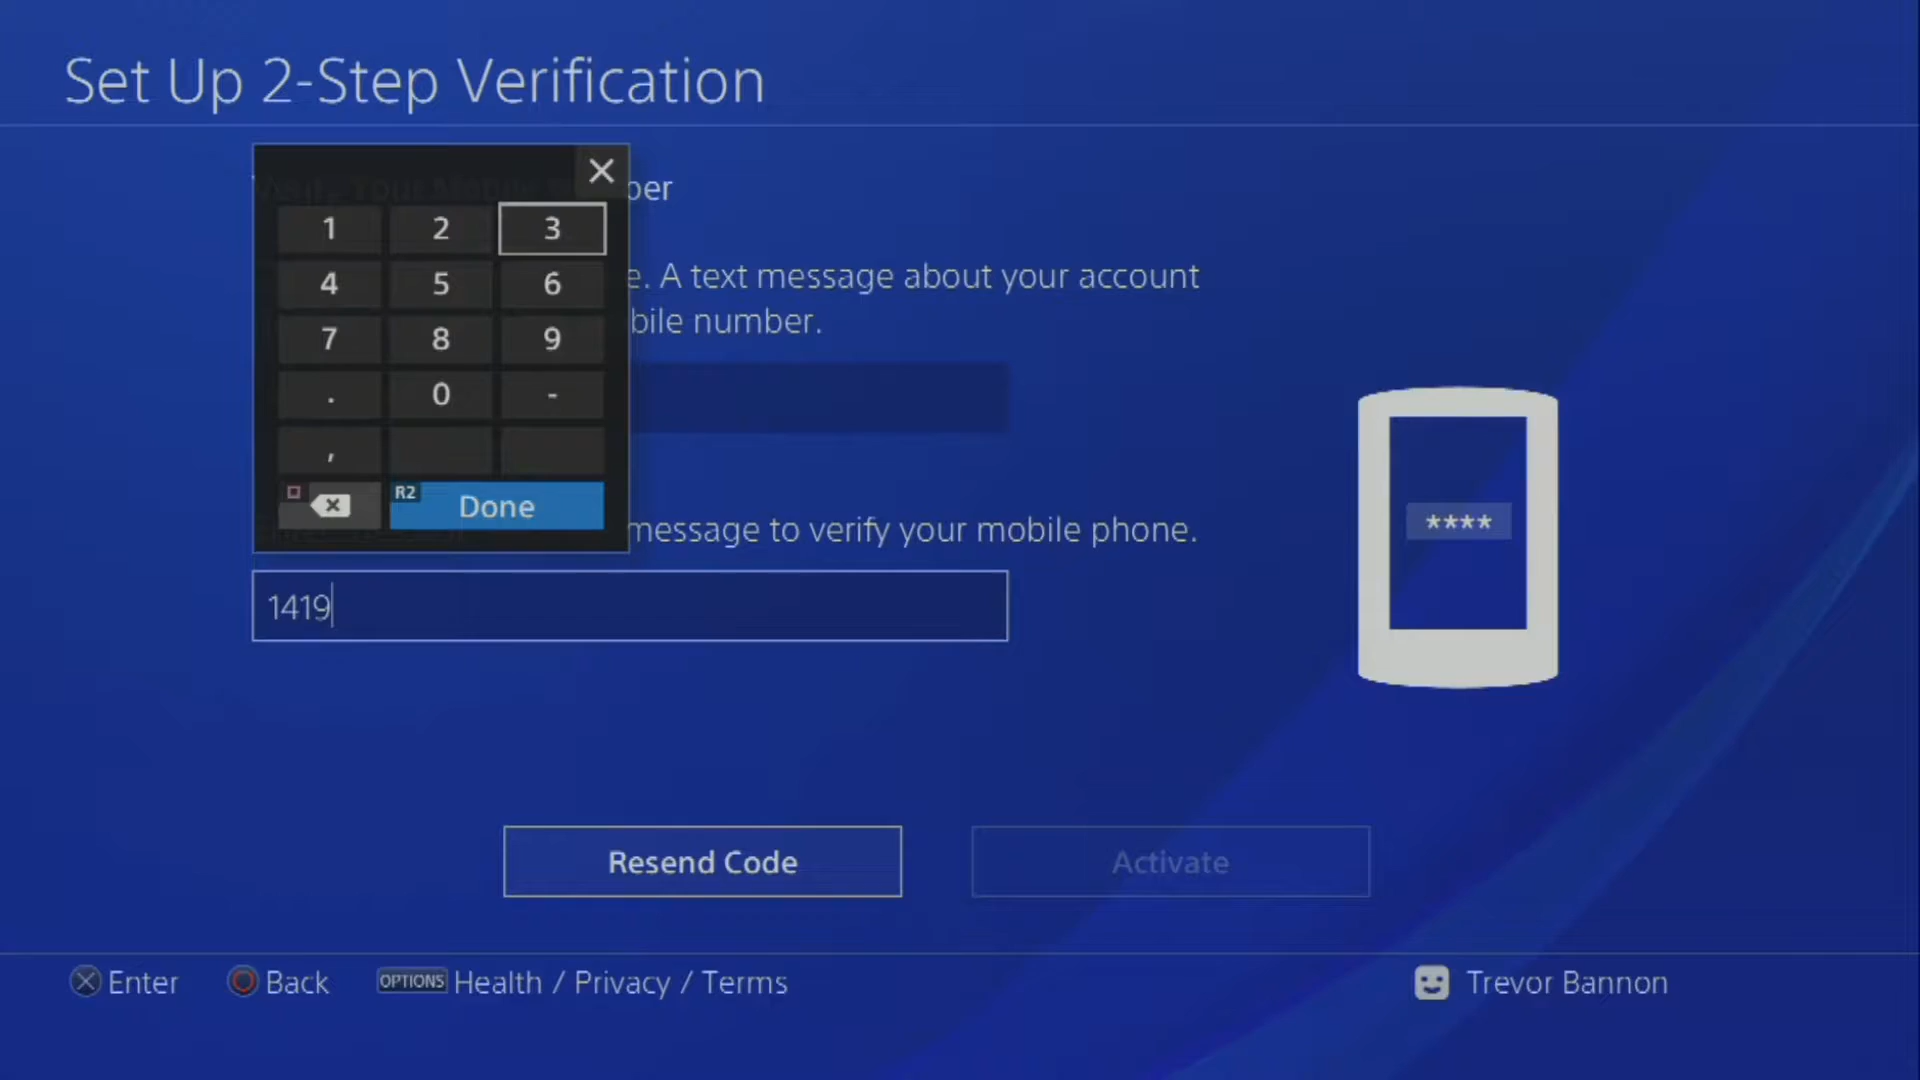 Set Up 2-Step Verification
ber
1 2 3
e. A text message about your account
4 5 6
bile number.
7 8 9
. 0 -
,
R2 Done
message to verify your mobile phone.
****
1419
Resend Code Activate
Enter Back OPTIONS Health / Privacy / Terms Trevor Bannon